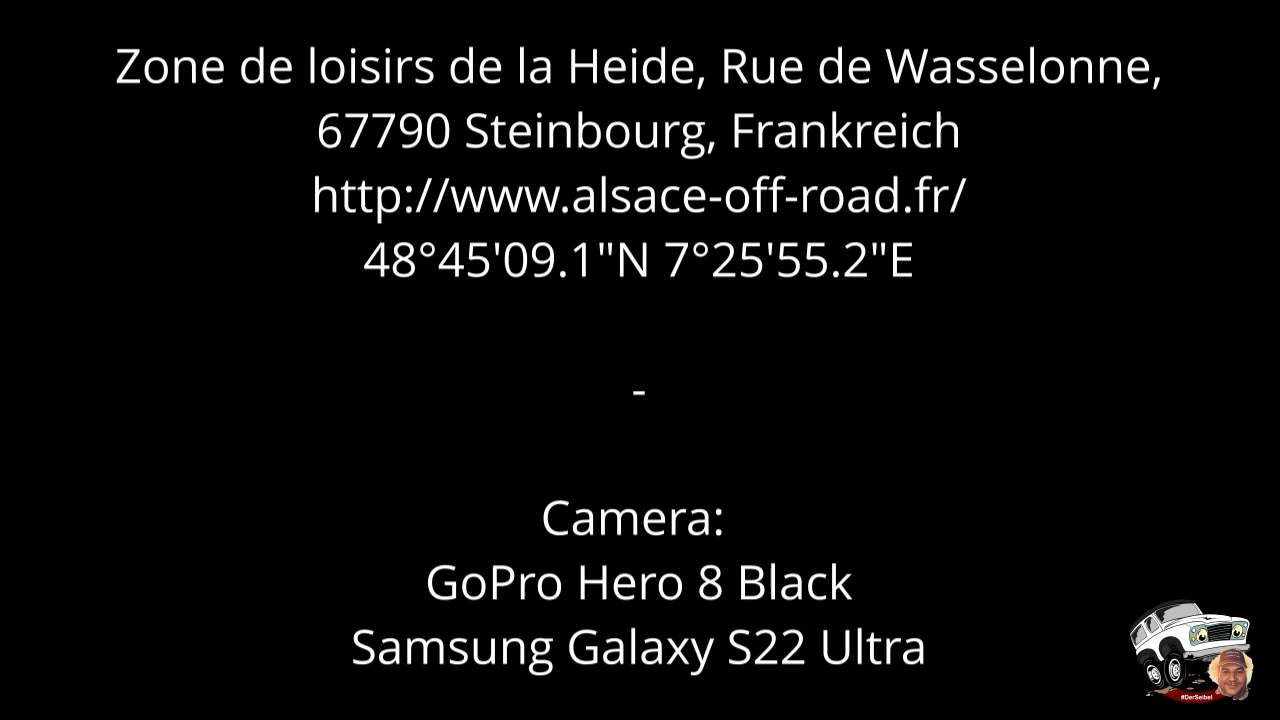 Zone de loisirs de la Heide, Rue de Wasselonne,
67790 Steinbourg, Frankreich
http://www.alsace-off-road.fr/
48°45'09.1"N 7°25'55.2"E
-
Camera:
GoPro Hero 8 Black
Samsung Galaxy S22 Ultra
#DerSeibel